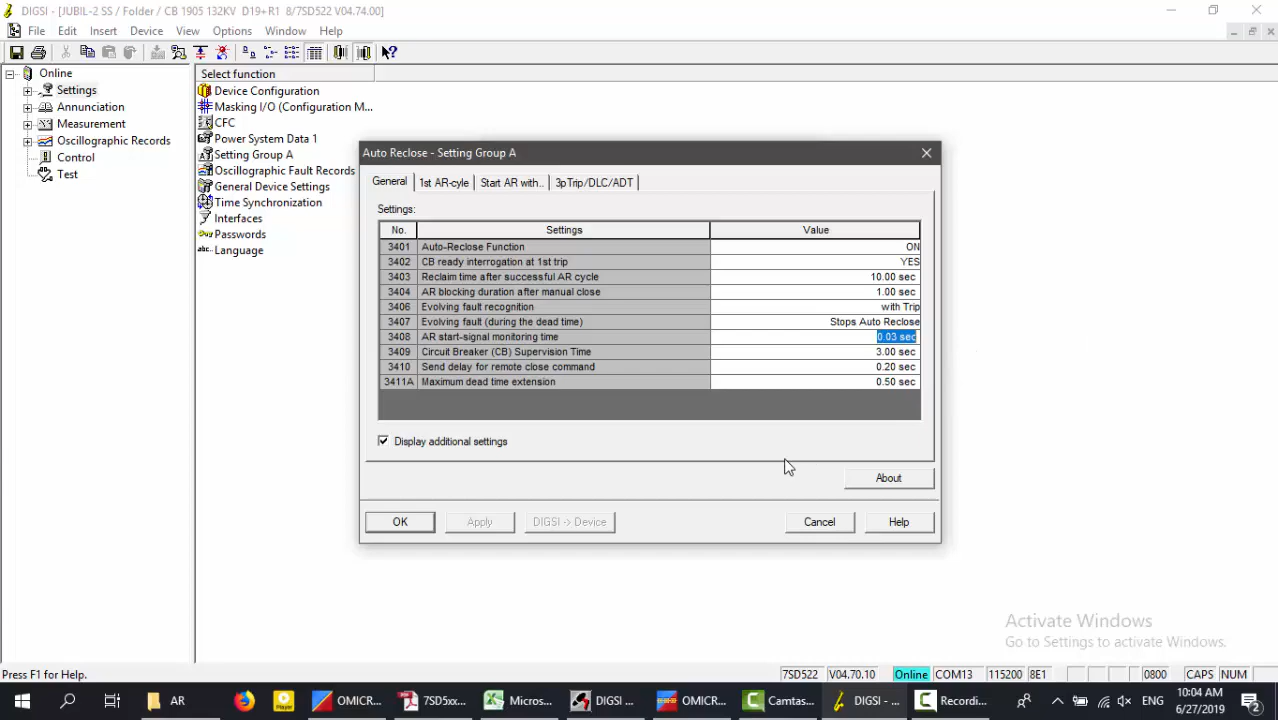 DIGSI - [JUBIL-2 SS / Folder / CB 1905 132KV D19+R1 8/7SD522 V04.74.00]
File Edit Insert Device View Options Window Help
Online
Settings
Annunciation
Measurement
Oscillographic Records
Control
Test
Select function
Device Configuration
Masking I/O (Configuration M...
CFC
Power System Data 1
Setting Group A
Oscillographic Fault Records
General Device Settings
Time Synchronization
Interfaces
Passwords
Language
Auto Reclose - Setting Group A
General 1st AR-cyle Start AR with.. 3pTrip/DLC/ADT
Settings:
No. Settings Value
3401 Auto-Reclose Function ON
3402 CB ready interrogation at 1st trip YES
3403 Reclaim time after successful AR cycle 10.00 sec
3404 AR blocking duration after manual close 1.00 sec
3406 Evolving fault recognition with Trip
3407 Evolving fault (during the dead time) Stops Auto Reclose
3408 AR start-signal monitoring time 0.03 sec
3409 Circuit Breaker (CB) Supervision Time 3.00 sec
3410 Send delay for remote close command 0.20 sec
3411A Maximum dead time extension 0.50 sec
Display additional settings
About
OK Apply DIGSI -> Device Cancel Help
Activate Windows
Go to Settings to activate Windows.
Press F1 for Help. 7SD522 V04.70.10 Online COM13 115200 8E1 0800 CAPS NUM
AR OMICR... 7SD5xx... Micros... DIGSI ... OMICR... Camtas... DIGSI - ... Recordi... ENG
10:04 AM
6/27/2019
2